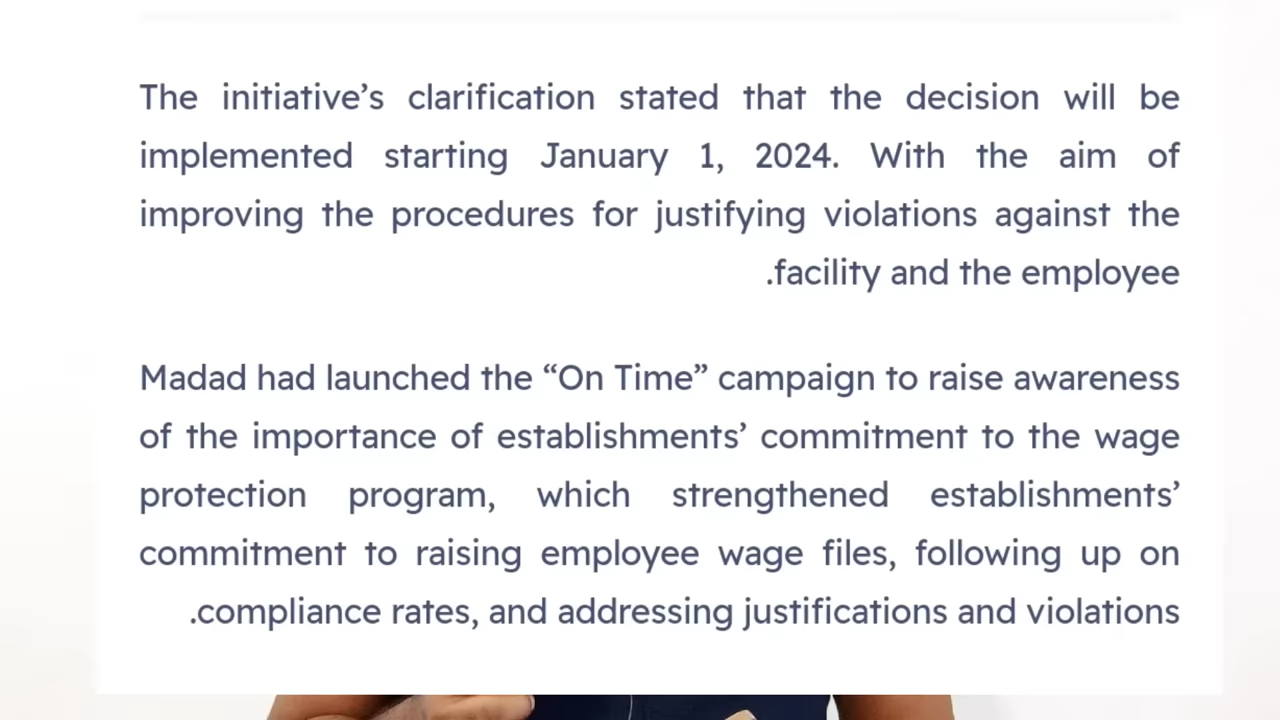 The initiative’s clarification stated that the decision will be
implemented starting January 1, 2024. With the aim of
improving the procedures for justifying violations against the
.facility and the employee
Madad had launched the “On Time” campaign to raise awareness
of the importance of establishments’ commitment to the wage
protection program, which strengthened establishments’
commitment to raising employee wage files, following up on
.compliance rates, and addressing justifications and violations